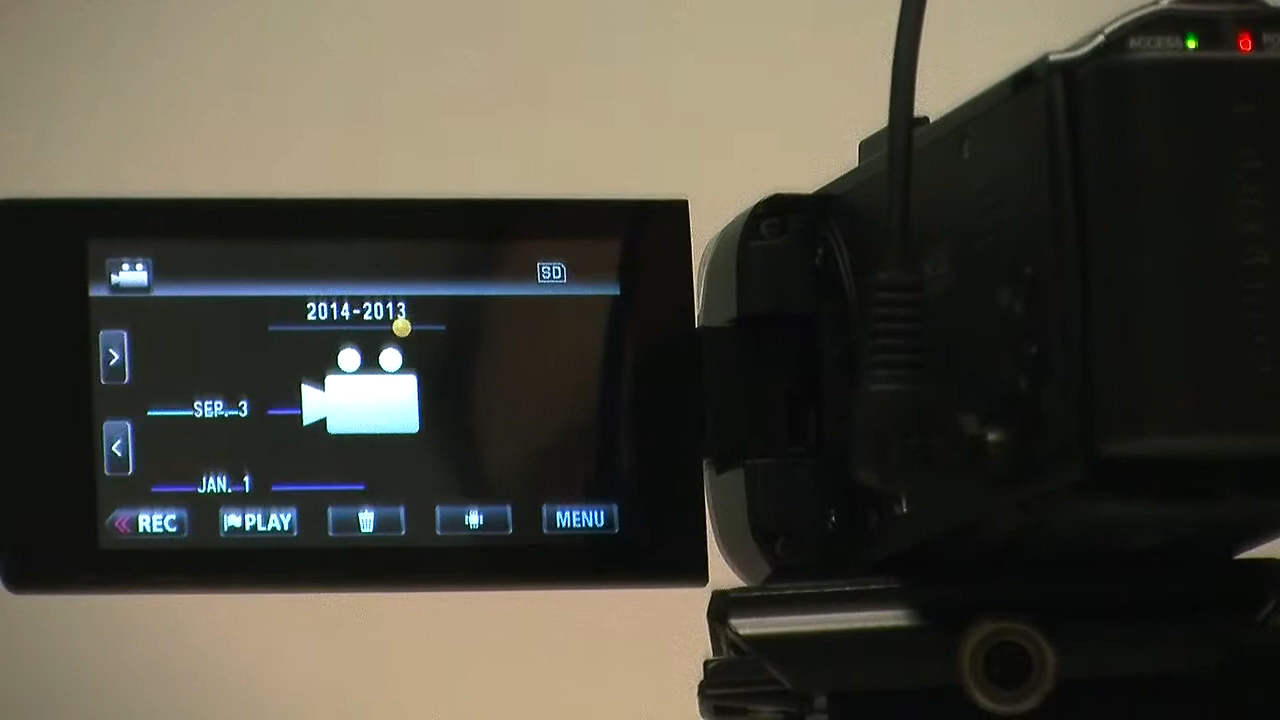 ACCESS
SD
2014-2013
>
SEP. 3
<
JAN. 1
REC
PLAY
MENU